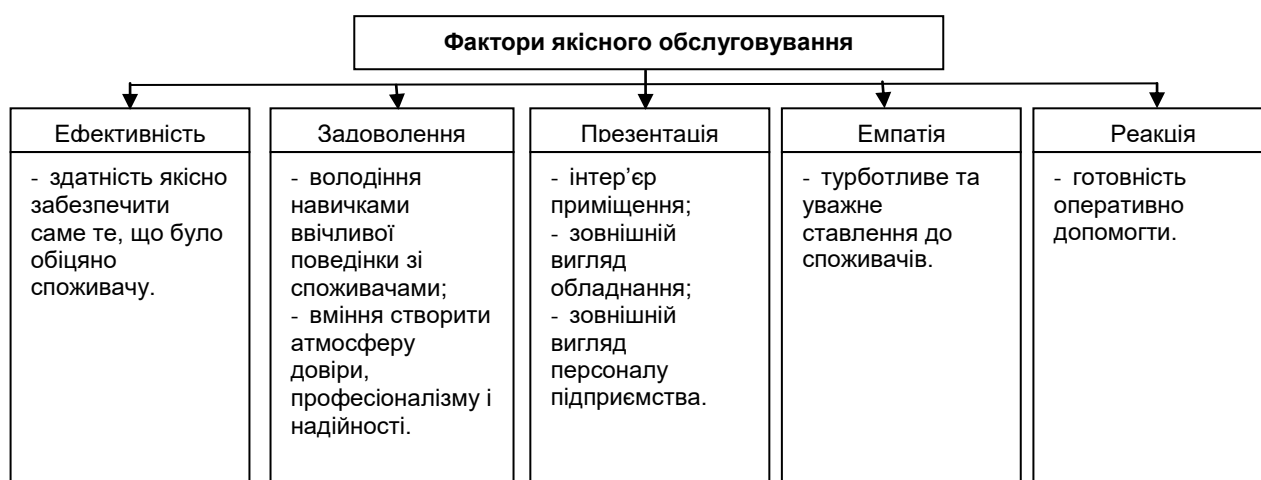 Фактори якісного обслуговування
Ефективність
- здатність якісно
забезпечити
саме те, що було
обіцяно
споживачу.
Задоволення
- володіння
навичками
ввічливої
поведінки зі
споживачами;
- вміння створити
атмосферу
довіри,
професіоналізму і
надійності.
Презентація
- інтер’єр
приміщення;
- зовнішній
вигляд
обладнання;
- зовнішній
вигляд
персоналу
підприємства.
Емпатія
- турботливе та
уважне
ставлення до
споживачів.
Реакція
- готовність
оперативно
допомогти.